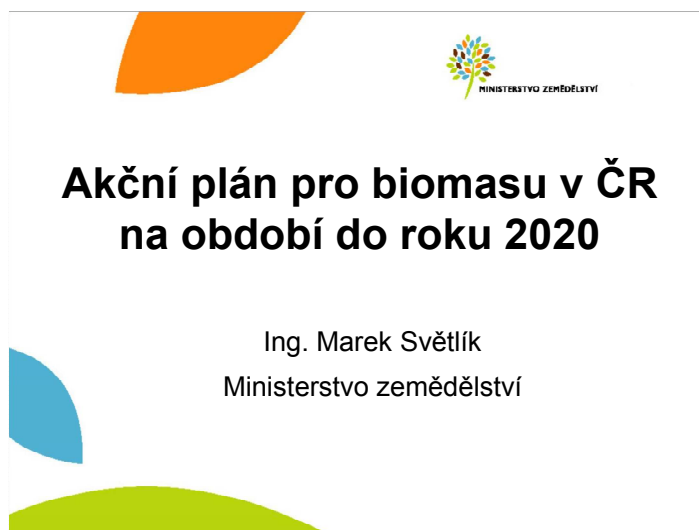 MINISTERSTVO ZEMĚDĚLSTVÍ
Akční plán pro biomasu v ČR
na období do roku 2020
Ing. Marek Světlík
Ministerstvo zemědělství